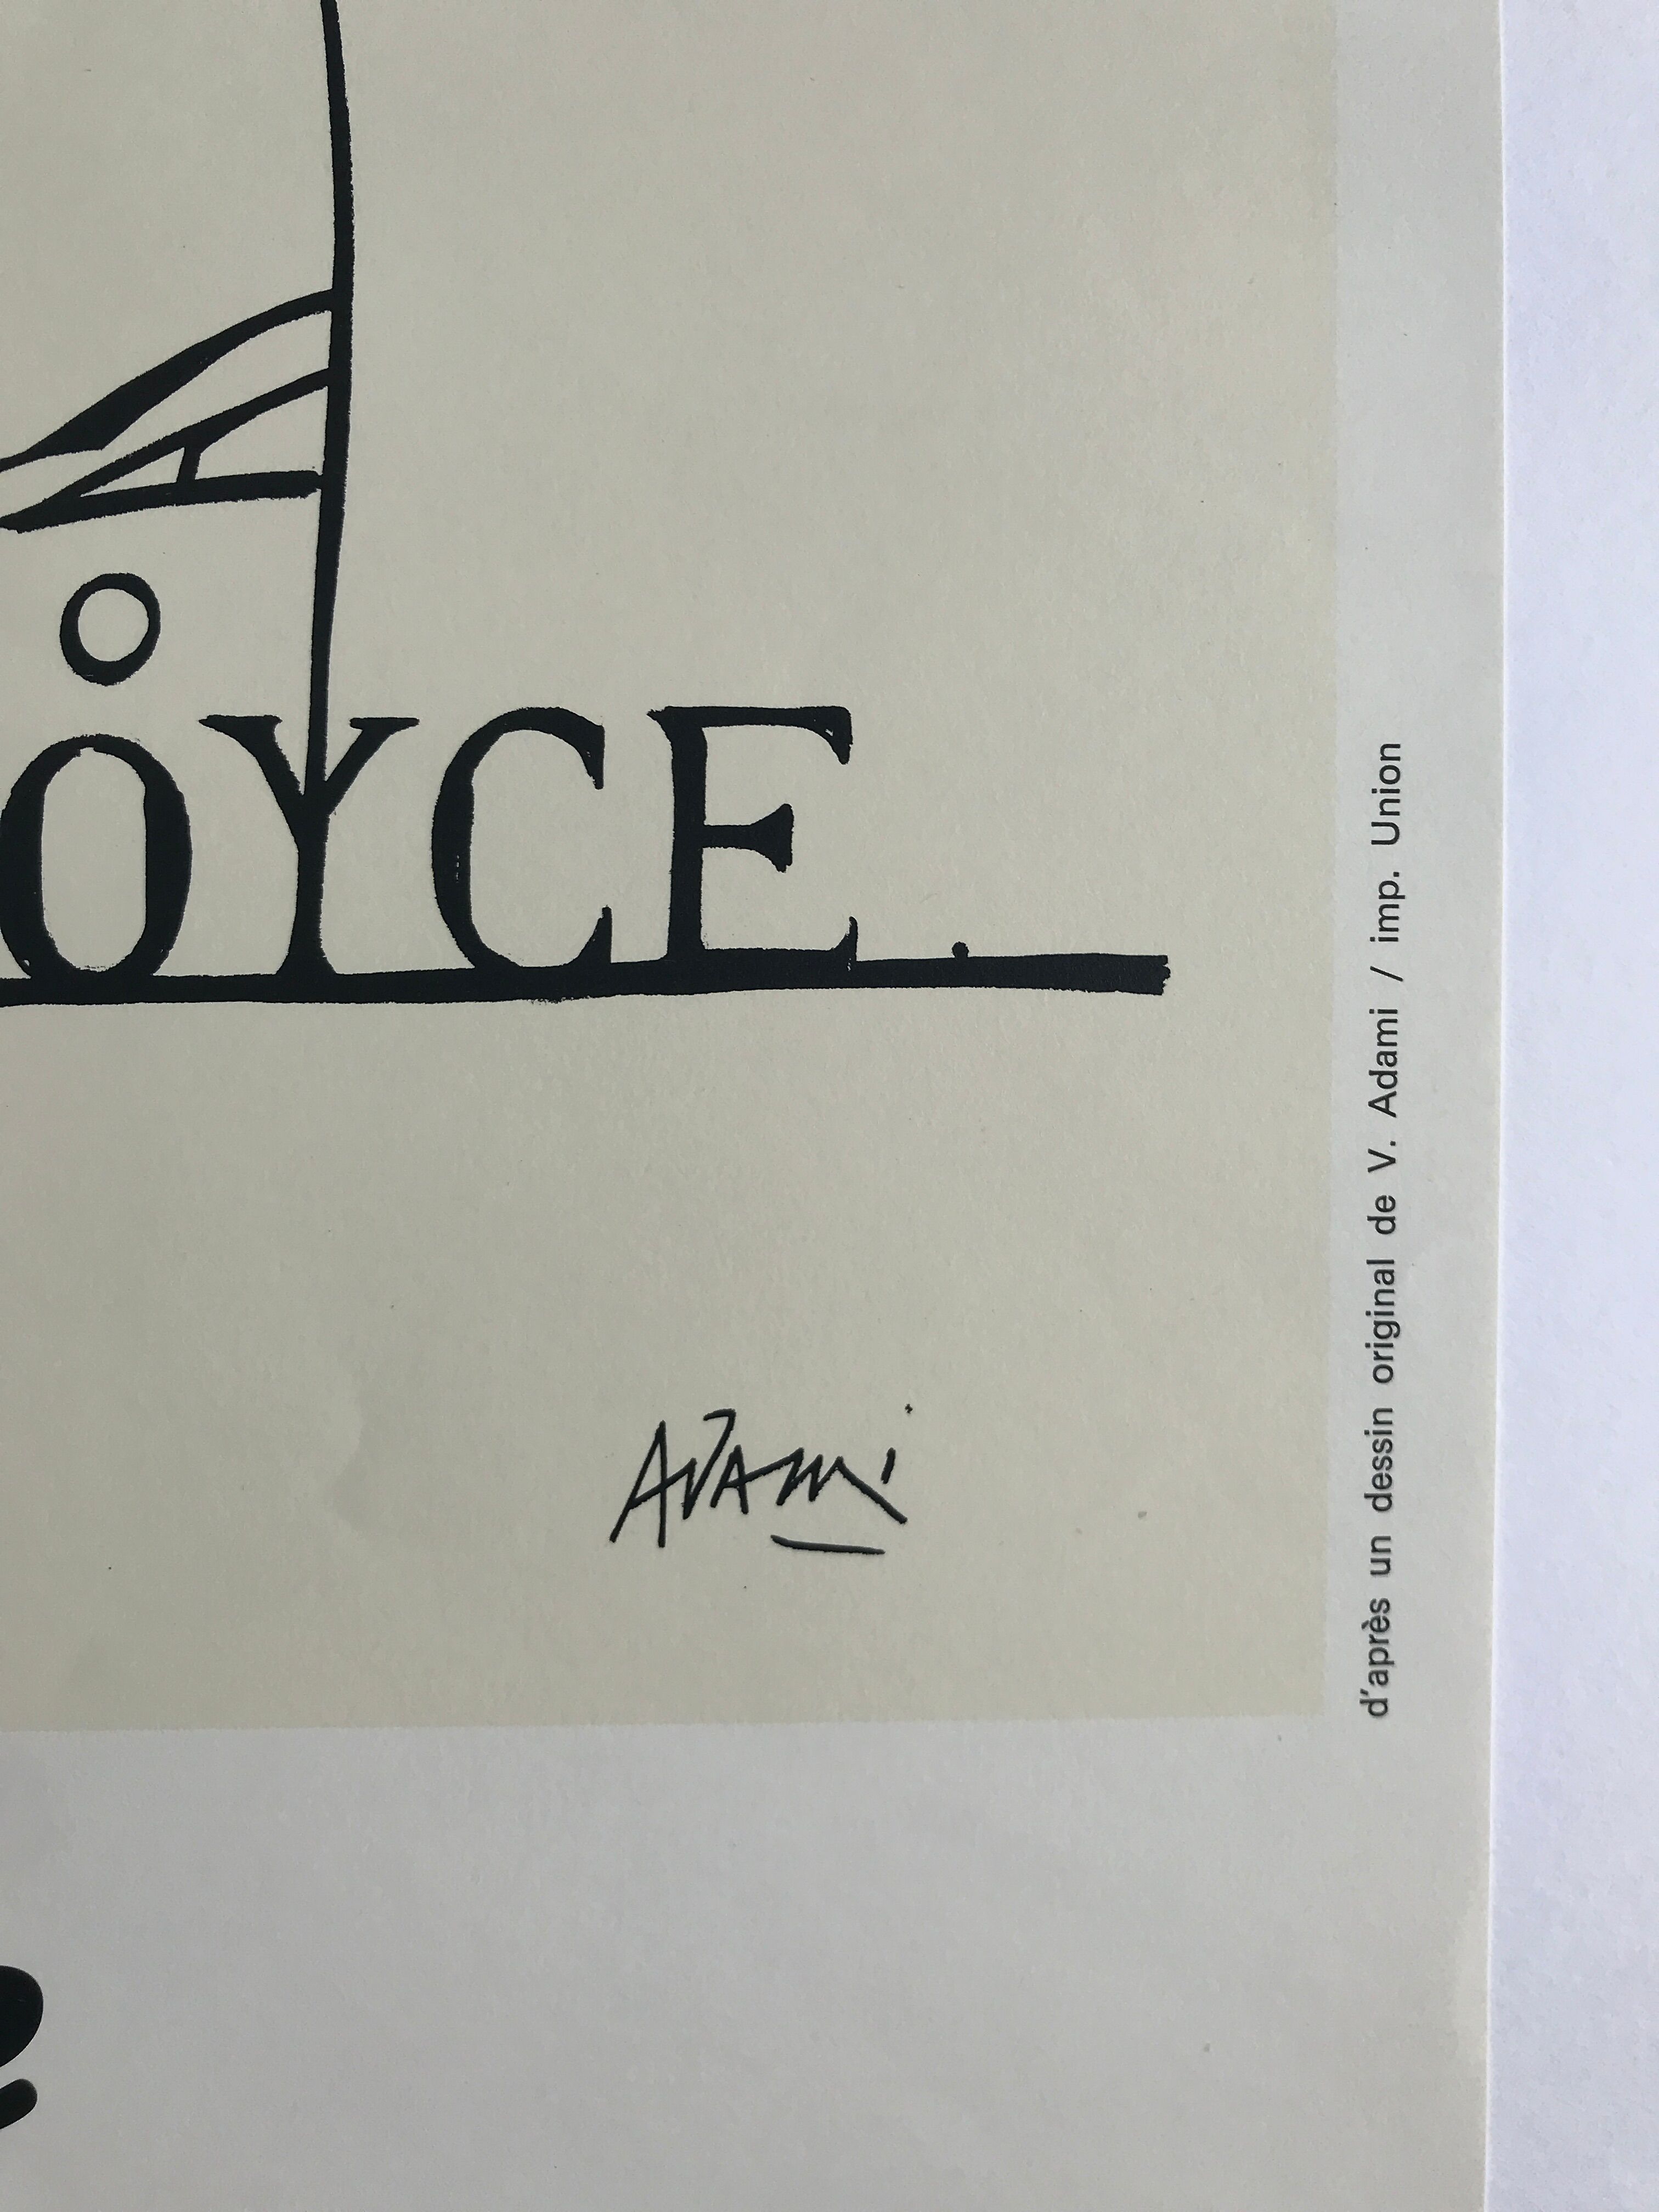 OYCE.
ADAMi
d'après un dessin original de V. Adami / imp. Union